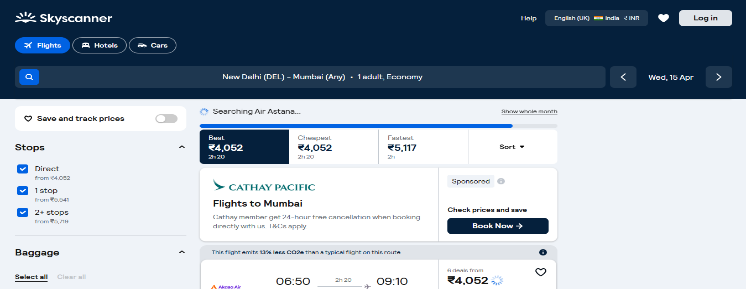 Skyscanner
Help
English (UK) India ₹ INR
Log in
Flights
Hotels
Cars
New Delhi (DEL) – Mumbai (Any) • 1 adult, Economy
Wed, 15 Apr
Save and track prices
Searching Air Astana...
Show whole month
Stops
Best
₹4,052
2h 20
Cheapest
₹4,052
2h 20
Fastest
₹5,117
2h
Sort
Direct
from ₹4,052
1 stop
from ₹5,541
2+ stops
CATHAY PACIFIC
Sponsored
Flights to Mumbai
Cathay member get 24-hour free cancellation when booking
directly with us. T&Cs apply
Check prices and save
Book Now →
Baggage
This flight emits 13% less CO2e than a typical flight on this route
Select all
Clear all
Akasa Air
06:50
2h 20
09:10
6 deals from
₹4,052